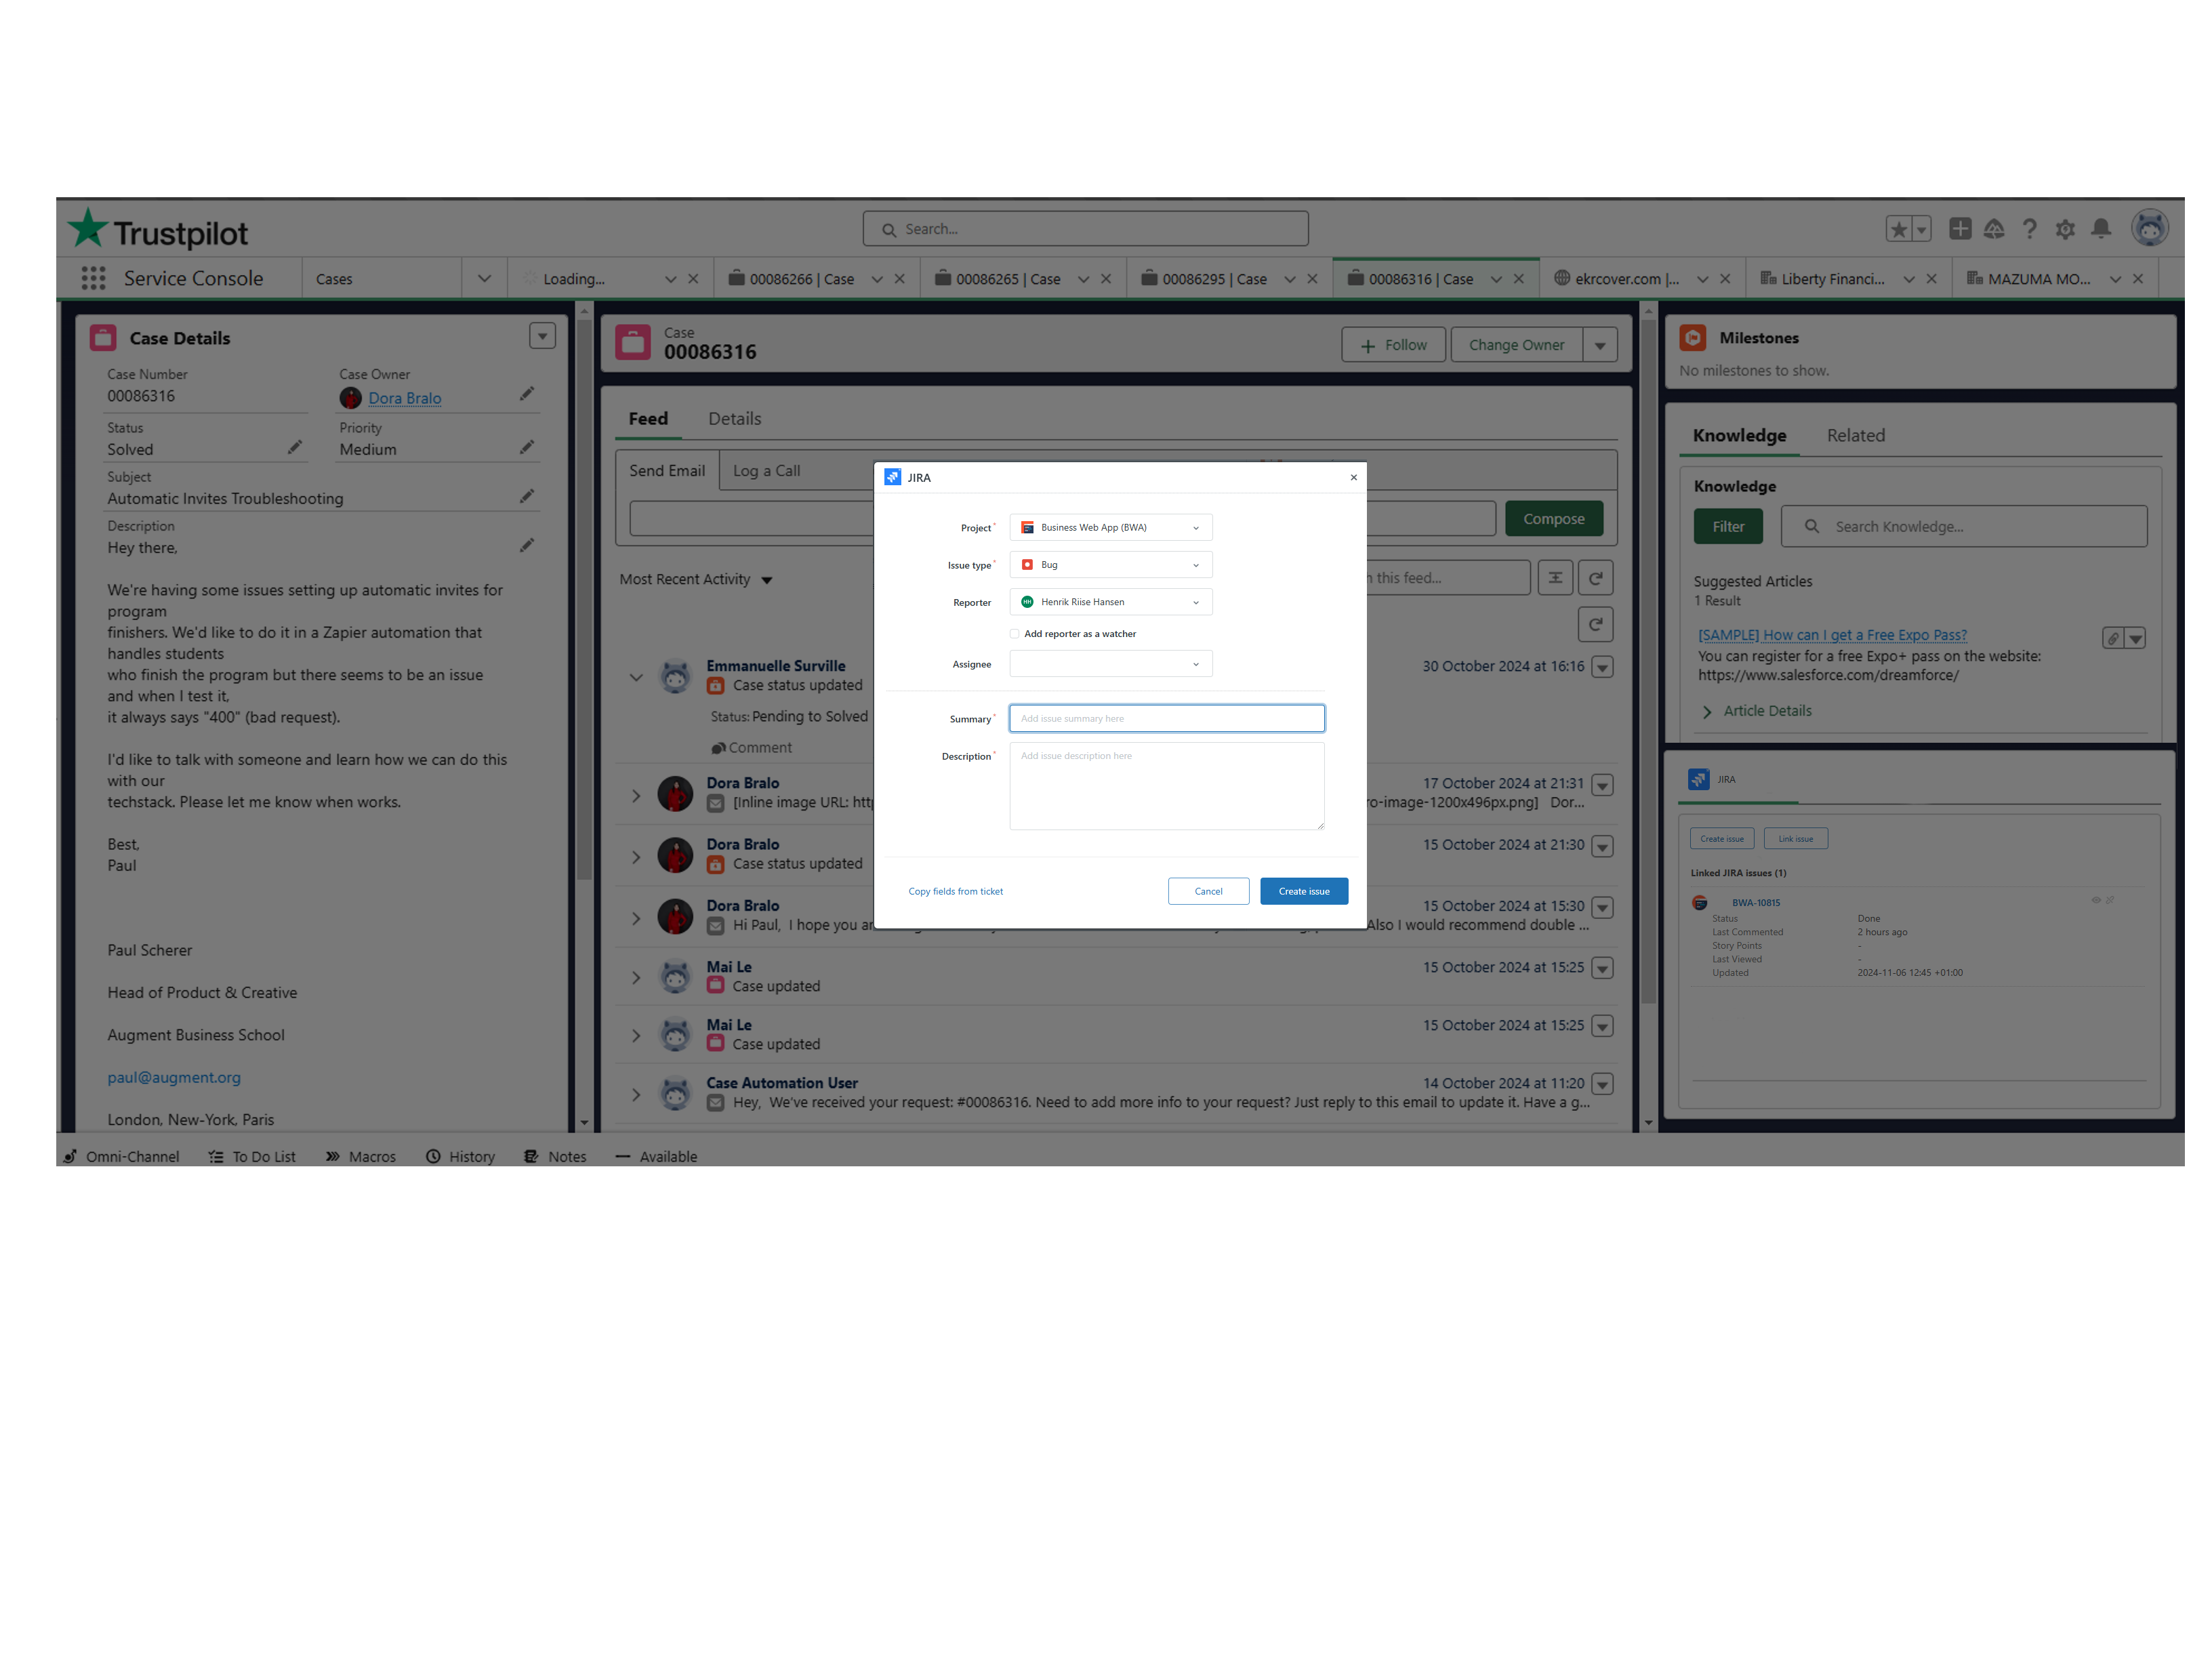 Trustpilot
Search...
Service Console
Cases
Loading...
00086266 | Case
00086265 | Case
00086295 | Case
00086316 | Case
ekrcover.com |...
Liberty Financi...
MAZUMA MO...
Case Details
Case Number
00086316
Case Owner
Dora Bralo
Status
Solved
Priority
Medium
Subject
Automatic Invites Troubleshooting
Description
Hey there,
We're having some issues setting up automatic invites for
program
finishers. We'd like to do it in a Zapier automation that
handles students
who finish the program but there seems to be an issue
and when I test it,
it always says "400" (bad request).
I'd like to talk with someone and learn how we can do this
with our
techstack. Please let me know when works.
Best,
Paul
Paul Scherer
Head of Product & Creative
Augment Business School
paul@augment.org
London, New-York, Paris
Case
00086316
Follow
Change Owner
Feed
Details
Send Email
Log a Call
Compose
Most Recent Activity
this feed...
Emmanuelle Surville
30 October 2024 at 16:16
Case status updated
Status: Pending to Solved
Comment
Dora Bralo
17 October 2024 at 21:31
[Inline image URL: htt
ro-image-1200x496px.png] Dor...
Dora Bralo
15 October 2024 at 21:30
Case status updated
Dora Bralo
15 October 2024 at 15:30
Hi Paul, I hope you ar
Also I would recommend double ...
Mai Le
15 October 2024 at 15:25
Case updated
Mai Le
15 October 2024 at 15:25
Case updated
Case Automation User
14 October 2024 at 11:20
Hey, We've received your request: #00086316. Need to add more info to your request? Just reply to this email to update it. Have a g...
JIRA
Project*
Business Web App (BWA)
Issue type*
Bug
Reporter
HH
Henrik Riise Hansen
Add reporter as a watcher
Assignee
Summary*
Add issue summary here
Description*
Add issue description here
Copy fields from ticket
Cancel
Create issue
Milestones
No milestones to show.
Knowledge
Related
Knowledge
Filter
Search Knowledge...
Suggested Articles
1 Result
[SAMPLE] How can I get a Free Expo Pass?
You can register for a free Expo+ pass on the website:
https://www.salesforce.com/dreamforce/
Article Details
JIRA
Create issue
Link issue
Linked JIRA issues (1)
BWA-10815
Status
Done
Last Commented
2 hours ago
Story Points
-
Last Viewed
-
Updated
2024-11-06 12:45 +01:00
Omni-Channel
To Do List
Macros
History
Notes
Available